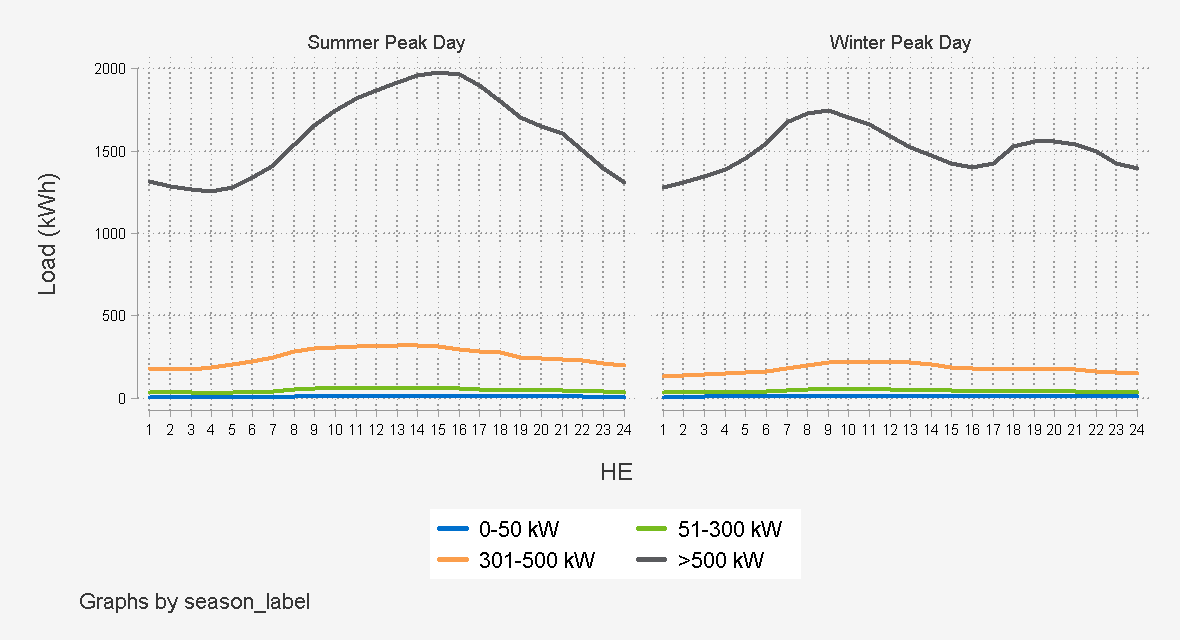 Summer Peak Day
Winter Peak Day
Load (kWh)
2000
1500
1000
500
0
1 2 3 4 5 6 7 8 9 10 11 12 13 14 15 16 17 18 19 20 21 22 23 24
1 2 3 4 5 6 7 8 9 10 11 12 13 14 15 16 17 18 19 20 21 22 23 24
HE
0-50 kW
51-300 kW
301-500 kW
>500 kW
Graphs by season_label